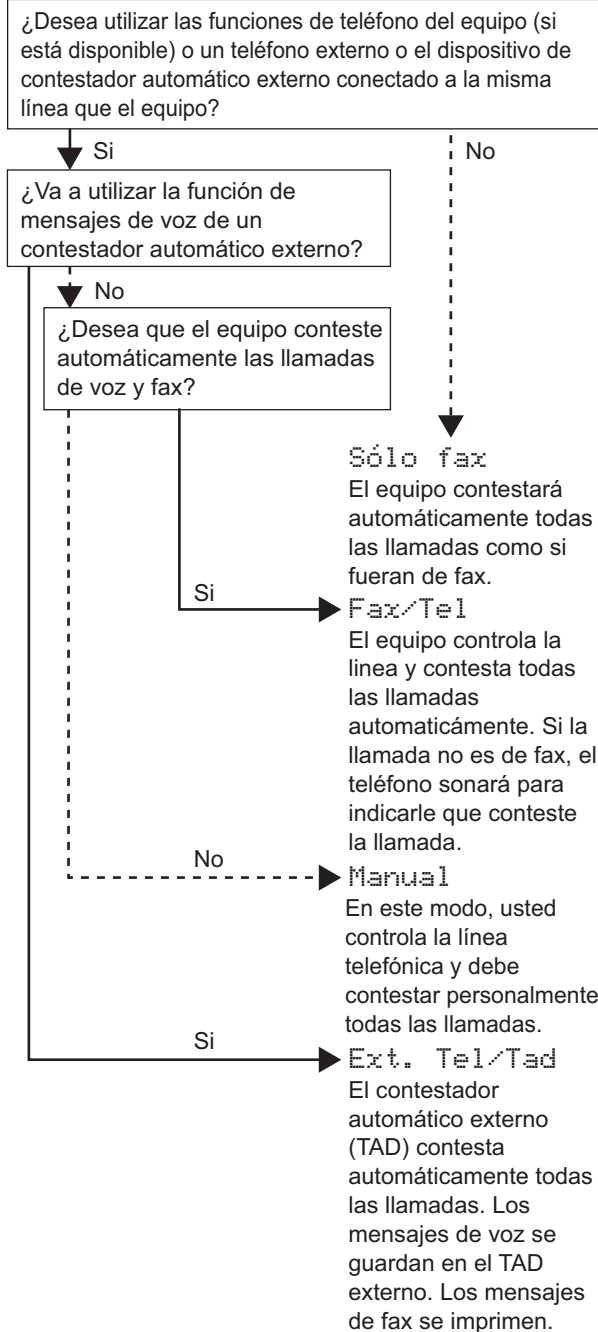 ¿Desea utilizar las funciones de teléfono del equipo (si
está disponible) o un teléfono externo o el dispositivo de
contestador automático externo conectado a la misma
línea que el equipo?
Si
No
¿Va a utilizar la función de
mensajes de voz de un
contestador automático externo?
No
¿Desea que el equipo conteste
automáticamente las llamadas
de voz y fax?
Sólo fax
El equipo contestará
automáticamente todas
las llamadas como si
fueran de fax.
Si
Fax/Tel
El equipo controla la
linea y contesta todas
las llamadas
automaticámente. Si la
llamada no es de fax, el
teléfono sonará para
indicarle que conteste
la llamada.
No
Manual
En este modo, usted
controla la línea
telefónica y debe
contestar personalmente
todas las llamadas.
Si
Ext. Tel/Tad
El contestador
automático externo
(TAD) contesta
automáticamente todas
las llamadas. Los
mensajes de voz se
guardan en el TAD
externo. Los mensajes
de fax se imprimen.